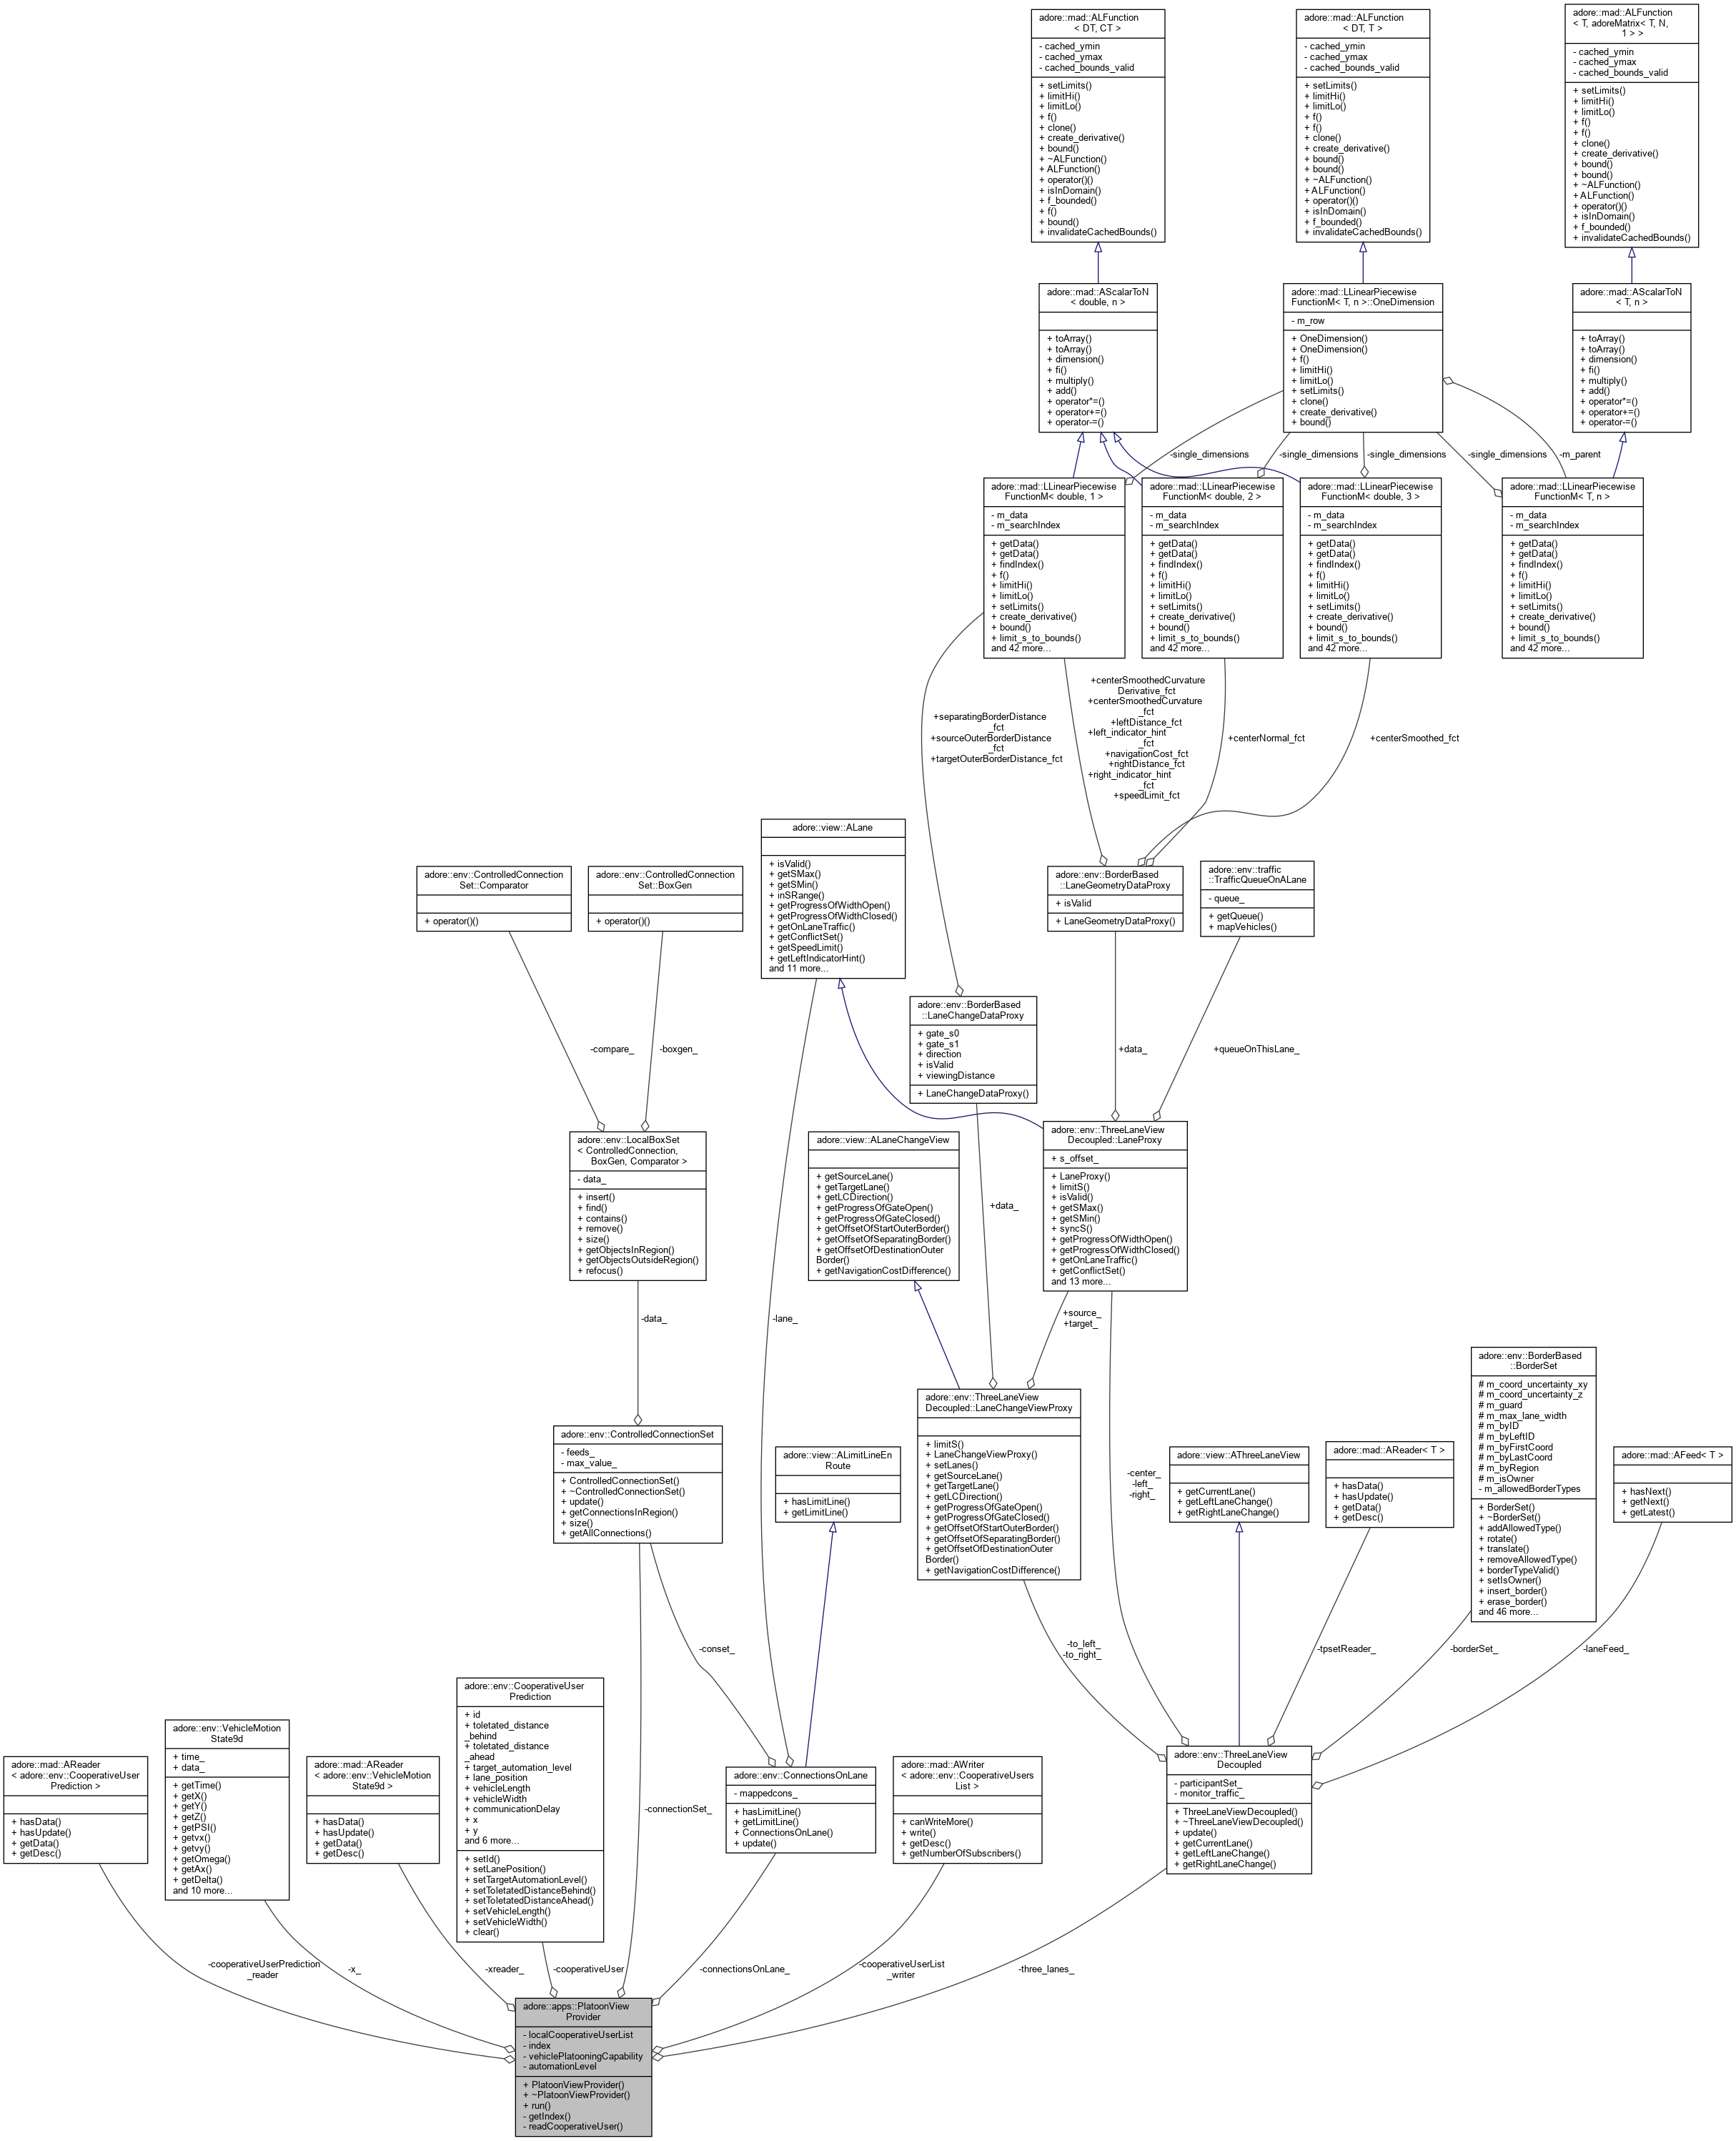 adore::mad::ALFunction
< DT, CT >
- cached_ymin
- cached_ymax
- cached_bounds_valid
+ setLimits()
+ limitHi()
+ limitLo()
+ f()
+ clone()
+ create_derivative()
+ bound()
+ ~ALFunction()
+ ALFunction()
+ operator()()
+ isInDomain()
+ f_bounded()
+ f()
+ bound()
+ invalidateCachedBounds()
adore::mad::ALFunction
< DT, T >
- cached_ymin
- cached_ymax
- cached_bounds_valid
+ setLimits()
+ limitHi()
+ limitLo()
+ f()
+ f()
+ clone()
+ create_derivative()
+ bound()
+ bound()
+ ~ALFunction()
+ ALFunction()
+ operator()()
+ isInDomain()
+ f_bounded()
+ invalidateCachedBounds()
adore::mad::ALFunction
< T, adoreMatrix< T, N,
1 > >
- cached_ymin
- cached_ymax
- cached_bounds_valid
+ setLimits()
+ limitHi()
+ limitLo()
+ f()
+ f()
+ clone()
+ create_derivative()
+ bound()
+ bound()
+ ~ALFunction()
+ ALFunction()
+ operator()()
+ isInDomain()
+ f_bounded()
+ invalidateCachedBounds()
adore::mad::AScalarToN
< double, n >
+ toArray()
+ toArray()
+ dimension()
+ fi()
+ multiply()
+ add()
+ operator*=()
+ operator+=()
+ operator-=()
adore::mad::LLinearPiecewise
FunctionM< T, n >::OneDimension
- m_row
+ OneDimension()
+ OneDimension()
+ f()
+ limitHi()
+ limitLo()
+ setLimits()
+ clone()
+ create_derivative()
+ bound()
adore::mad::AScalarToN
< T, n >
+ toArray()
+ toArray()
+ dimension()
+ fi()
+ multiply()
+ add()
+ operator*=()
+ operator+=()
+ operator-=()
-single_dimensions
-single_dimensions
-single_dimensions
-single_dimensions
-m_parent
adore::mad::LLinearPiecewise
FunctionM< double, 1 >
- m_data
- m_searchIndex
+ getData()
+ getData()
+ findIndex()
+ f()
+ limitHi()
+ limitLo()
+ setLimits()
+ create_derivative()
+ bound()
+ limit_s_to_bounds()
and 42 more...
adore::mad::LLinearPiecewise
FunctionM< double, 2 >
- m_data
- m_searchIndex
+ getData()
+ getData()
+ findIndex()
+ f()
+ limitHi()
+ limitLo()
+ setLimits()
+ create_derivative()
+ bound()
+ limit_s_to_bounds()
and 42 more...
adore::mad::LLinearPiecewise
FunctionM< double, 3 >
- m_data
- m_searchIndex
+ getData()
+ getData()
+ findIndex()
+ f()
+ limitHi()
+ limitLo()
+ setLimits()
+ create_derivative()
+ bound()
+ limit_s_to_bounds()
and 42 more...
adore::mad::LLinearPiecewise
FunctionM< T, n >
- m_data
- m_searchIndex
+ getData()
+ getData()
+ findIndex()
+ f()
+ limitHi()
+ limitLo()
+ setLimits()
+ create_derivative()
+ bound()
+ limit_s_to_bounds()
and 42 more...
+separatingBorderDistance
_fct
+sourceOuterBorderDistance
_fct
+targetOuterBorderDistance_fct
+centerSmoothedCurvature
Derivative_fct
+centerSmoothedCurvature
_fct
+leftDistance_fct
+left_indicator_hint
_fct
+navigationCost_fct
+rightDistance_fct
+right_indicator_hint
_fct
+speedLimit_fct
+centerNormal_fct
+centerSmoothed_fct
adore::view::ALane
+ isValid()
+ getSMax()
+ getSMin()
+ inSRange()
+ getProgressOfWidthOpen()
+ getProgressOfWidthClosed()
+ getOnLaneTraffic()
+ getConflictSet()
+ getSpeedLimit()
+ getLeftIndicatorHint()
and 11 more...
adore::env::ControlledConnection
Set::Comparator
+ operator()()
adore::env::ControlledConnection
Set::BoxGen
+ operator()()
adore::env::BorderBased
::LaneGeometryDataProxy
+ isValid
+ LaneGeometryDataProxy()
adore::env::traffic
::TrafficQueueOnALane
- queue_
+ getQueue()
+ mapVehicles()
adore::env::BorderBased
::LaneChangeDataProxy
+ gate_s0
+ gate_s1
+ direction
+ isValid
+ viewingDistance
+ LaneChangeDataProxy()
-compare_
-boxgen_
+data_
+queueOnThisLane_
adore::env::LocalBoxSet
< ControlledConnection,
BoxGen, Comparator >
- data_
+ insert()
+ find()
+ contains()
+ remove()
+ size()
+ getObjectsInRegion()
+ getObjectsOutsideRegion()
+ refocus()
adore::view::ALaneChangeView
+ getSourceLane()
+ getTargetLane()
+ getLCDirection()
+ getProgressOfGateOpen()
+ getProgressOfGateClosed()
+ getOffsetOfStartOuterBorder()
+ getOffsetOfSeparatingBorder()
+ getOffsetOfDestinationOuter
Border()
+ getNavigationCostDifference()
+data_
adore::env::ThreeLaneView
Decoupled::LaneProxy
+ s_offset_
+ LaneProxy()
+ limitS()
+ isValid()
+ getSMax()
+ getSMin()
+ syncS()
+ getProgressOfWidthOpen()
+ getProgressOfWidthClosed()
+ getOnLaneTraffic()
+ getConflictSet()
and 13 more...
-data_
-lane_
+source_
+target_
adore::env::ControlledConnectionSet
- feeds_
- max_value_
+ ControlledConnectionSet()
+ ~ControlledConnectionSet()
+ update()
+ getConnectionsInRegion()
+ size()
+ getAllConnections()
adore::view::ALimitLineEn
Route
+ hasLimitLine()
+ getLimitLine()
adore::env::ThreeLaneView
Decoupled::LaneChangeViewProxy
+ limitS()
+ LaneChangeViewProxy()
+ setLanes()
+ getSourceLane()
+ getTargetLane()
+ getLCDirection()
+ getProgressOfGateOpen()
+ getProgressOfGateClosed()
+ getOffsetOfStartOuterBorder()
+ getOffsetOfSeparatingBorder()
+ getOffsetOfDestinationOuter
Border()
+ getNavigationCostDifference()
-center_
-left_
-right_
adore::view::AThreeLaneView
+ getCurrentLane()
+ getLeftLaneChange()
+ getRightLaneChange()
adore::mad::AReader< T >
+ hasData()
+ hasUpdate()
+ getData()
+ getDesc()
adore::env::BorderBased
::BorderSet
# m_coord_uncertainty_xy
# m_coord_uncertainty_z
# m_guard
# m_max_lane_width
# m_byID
# m_byLeftID
# m_byFirstCoord
# m_byLastCoord
# m_byRegion
# m_isOwner
- m_allowedBorderTypes
+ BorderSet()
+ ~BorderSet()
+ addAllowedType()
+ rotate()
+ translate()
+ removeAllowedType()
+ borderTypeValid()
+ setIsOwner()
+ insert_border()
+ erase_border()
and 46 more...
adore::mad::AFeed< T >
+ hasNext()
+ getNext()
+ getLatest()
-conset_
-to_left_
-to_right_
-tpsetReader_
-borderSet_
-laneFeed_
adore::mad::AReader
< adore::env::CooperativeUser
Prediction >
+ hasData()
+ hasUpdate()
+ getData()
+ getDesc()
adore::env::VehicleMotion
State9d
+ time_
+ data_
+ getTime()
+ getX()
+ getY()
+ getZ()
+ getPSI()
+ getvx()
+ getvy()
+ getOmega()
+ getAx()
+ getDelta()
and 10 more...
adore::mad::AReader
< adore::env::VehicleMotion
State9d >
+ hasData()
+ hasUpdate()
+ getData()
+ getDesc()
adore::env::CooperativeUser
Prediction
+ id
+ toletated_distance
_behind
+ toletated_distance
_ahead
+ target_automation_level
+ lane_position
+ vehicleLength
+ vehicleWidth
+ communicationDelay
+ x
+ y
and 6 more...
+ setId()
+ setLanePosition()
+ setTargetAutomationLevel()
+ setToletatedDistanceBehind()
+ setToletatedDistanceAhead()
+ setVehicleLength()
+ setVehicleWidth()
+ clear()
-connectionSet_
adore::env::ConnectionsOnLane
- mappedcons_
+ hasLimitLine()
+ getLimitLine()
+ ConnectionsOnLane()
+ update()
adore::mad::AWriter
< adore::env::CooperativeUsers
List >
+ canWriteMore()
+ write()
+ getDesc()
+ getNumberOfSubscribers()
adore::env::ThreeLaneView
Decoupled
- participantSet_
- monitor_traffic_
+ ThreeLaneViewDecoupled()
+ ~ThreeLaneViewDecoupled()
+ update()
+ getCurrentLane()
+ getLeftLaneChange()
+ getRightLaneChange()
-cooperativeUserPrediction
_reader
-x_
-xreader_
-cooperativeUser
-connectionsOnLane_
-cooperativeUserList
_writer
-three_lanes_
adore::apps::PlatoonView
Provider
- localCooperativeUserList
- index
- vehiclePlatooningCapability
- automationLevel
+ PlatoonViewProvider()
+ ~PlatoonViewProvider()
+ run()
- getIndex()
- readCooperativeUser()